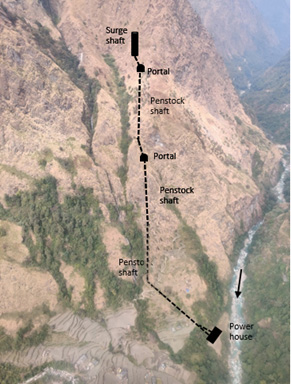 Surge
shaft
Portal
Penstock
shaft
Portal
Penstock
shaft
Pensto
shaft
Power
house